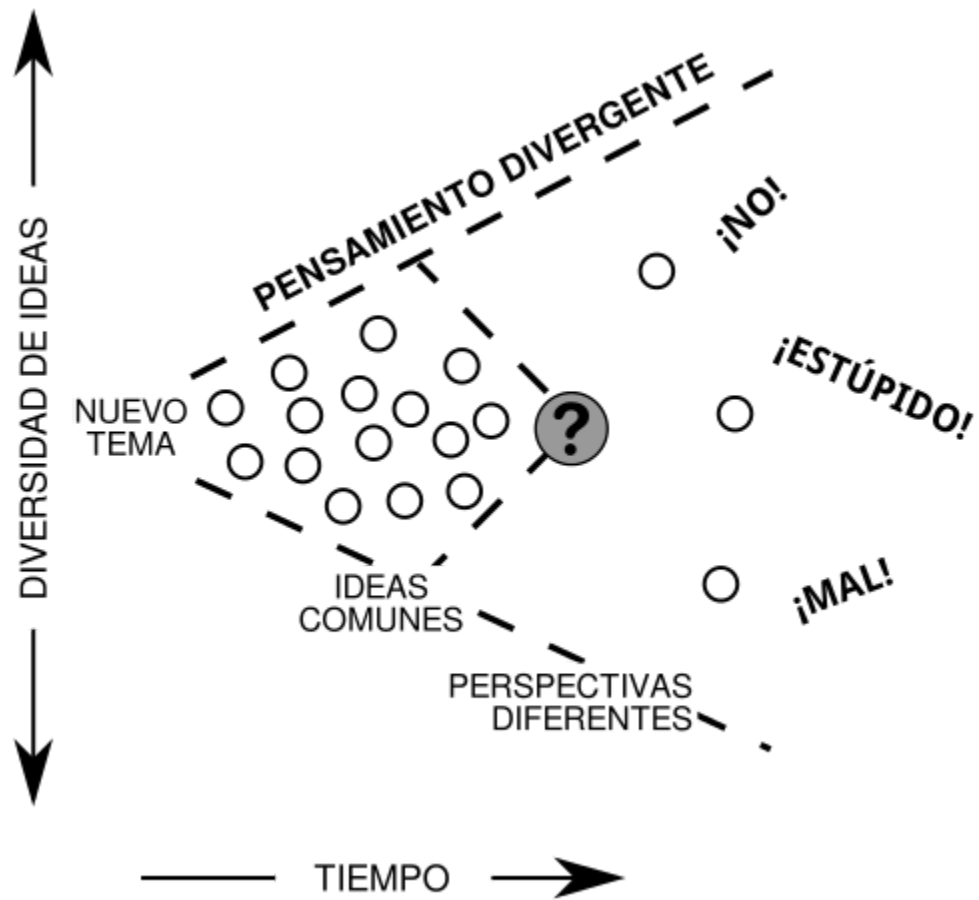 PENSAMIENTO DIVERGENTE
¡NO!
DIVERSIDAD DE IDEAS
¡ESTÚPIDO!
NUEVO
TEMA
?
IDEAS
COMUNES
¡MAL!
PERSPECTIVAS
DIFERENTES
TIEMPO